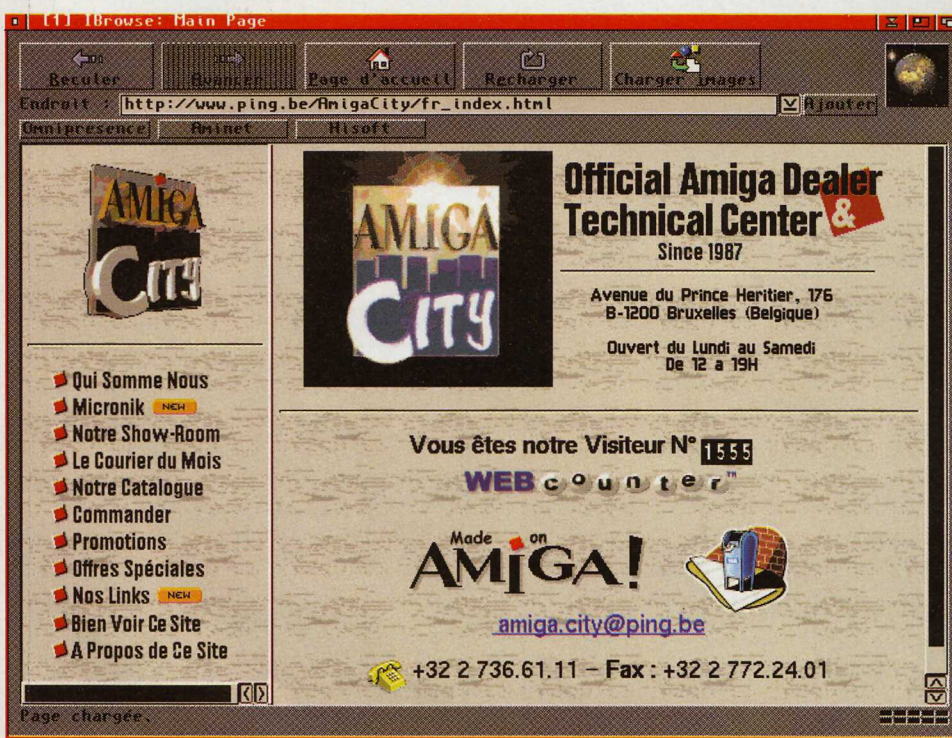 [1] IBrowse: Main Page
Reculer Avancer Page d'accueil Recharger Charger images
Endroit : http://www.ping.be/AmigaCity/fr_index.html Ajouter
Omnipresence Aminet Hisoft
AMIGA
CITY
Qui Somme Nous
Micronik NEW
Notre Show-Room
Le Courier du Mois
Notre Catalogue
Commander
Promotions
Offres Spéciales
Nos Links NEW
Bien Voir Ce Site
A Propos de Ce Site
AMIGA
CITY
Official Amiga Dealer
Technical Center &
Since 1987
Avenue du Prince Heritier, 176
B-1200 Bruxelles (Belgique)
Ouvert du Lundi au Samedi
De 12 a 19H
Vous êtes notre Visiteur N° 1555
WEB counter™
Made on
AMIGA!
amiga.city@ping.be
+32 2 736.61.11 – Fax : +32 2 772.24.01
Page chargée.